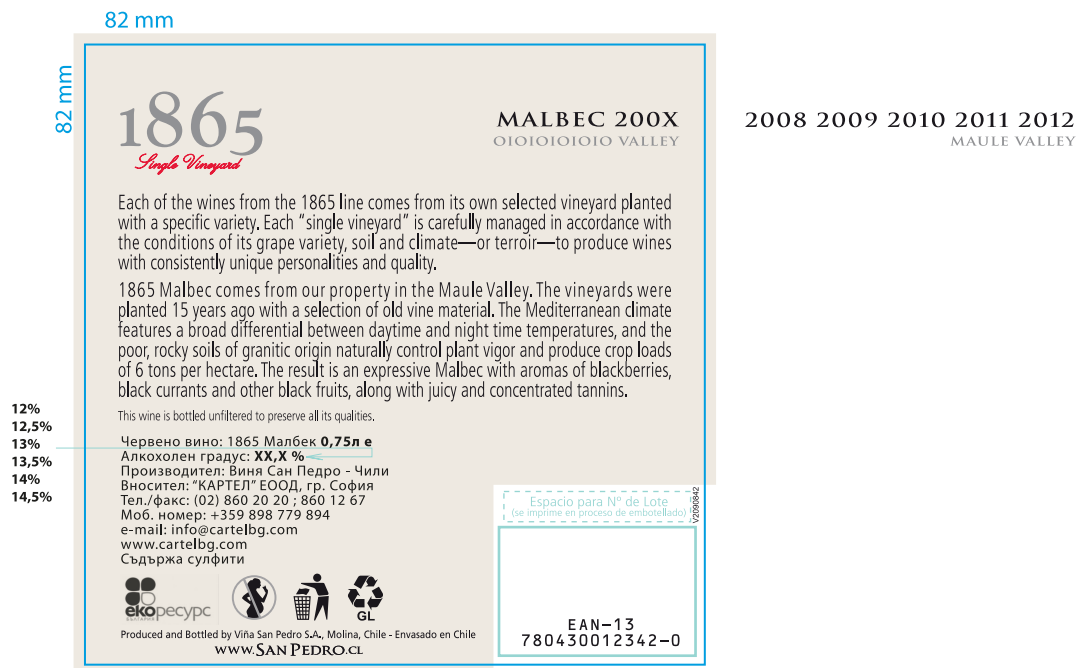 82 mm
82 mm
1865
Single Vineyard
MALBEC 200X
OIOIOIOIOIO VALLEY
2008 2009 2010 2011 2012
MAULE VALLEY
Each of the wines from the 1865 line comes from its own selected vineyard planted
with a specific variety. Each “single vineyard” is carefully managed in accordance with
the conditions of its grape variety, soil and climate—or terroir—to produce wines
with consistently unique personalities and quality.
1865 Malbec comes from our property in the Maule Valley. The vineyards were
planted 15 years ago with a selection of old vine material. The Mediterranean climate
features a broad differential between daytime and night time temperatures, and the
poor, rocky soils of granitic origin naturally control plant vigor and produce crop loads
of 6 tons per hectare. The result is an expressive Malbec with aromas of blackberries,
black currants and other black fruits, along with juicy and concentrated tannins.
This wine is bottled unfiltered to preserve all its qualities.
12%
12,5%
13%
13,5%
14%
14,5%
Червено вино: 1865 Малбек 0,75л e
Алкохолен градус: XX,X %
Производител: Виня Сан Педро - Чили
Вносител: “КАРТЕЛ” ЕООД, гр. София
Тел./факс: (02) 860 20 20 ; 860 12 67
Моб. номер: +359 898 779 894
e-mail: info@cartelbg.com
www.cartelbg.com
Съдържа сулфити
Espacio para Nº de Lote
(se imprime en proceso de embotellado)
V2090842
екоресурс
БЪЛГАРИЯ
GL
EAN-13
780430012342-0
Produced and Bottled by Viña San Pedro S.A., Molina, Chile - Envasado en Chile
www.SAN PEDRO.CL